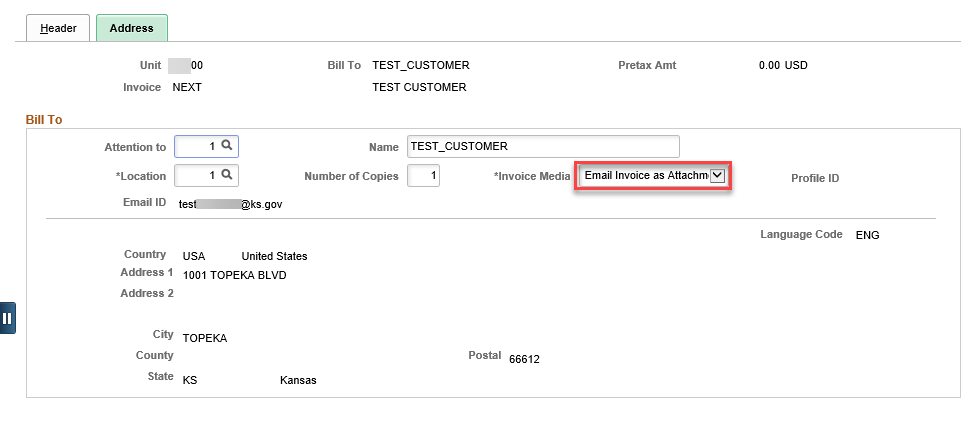 Header Address
Unit 00 Bill To TEST_CUSTOMER Pretax Amt 0.00 USD
Invoice NEXT TEST CUSTOMER
Bill To
Attention to 1 Name TEST_CUSTOMER
*Location 1 Number of Copies 1 *Invoice Media Email Invoice as Attachm Profile ID
Email ID test @ks.gov
Language Code ENG
Country USA United States
Address 1 1001 TOPEKA BLVD
Address 2
City TOPEKA
County Postal 66612
State KS Kansas